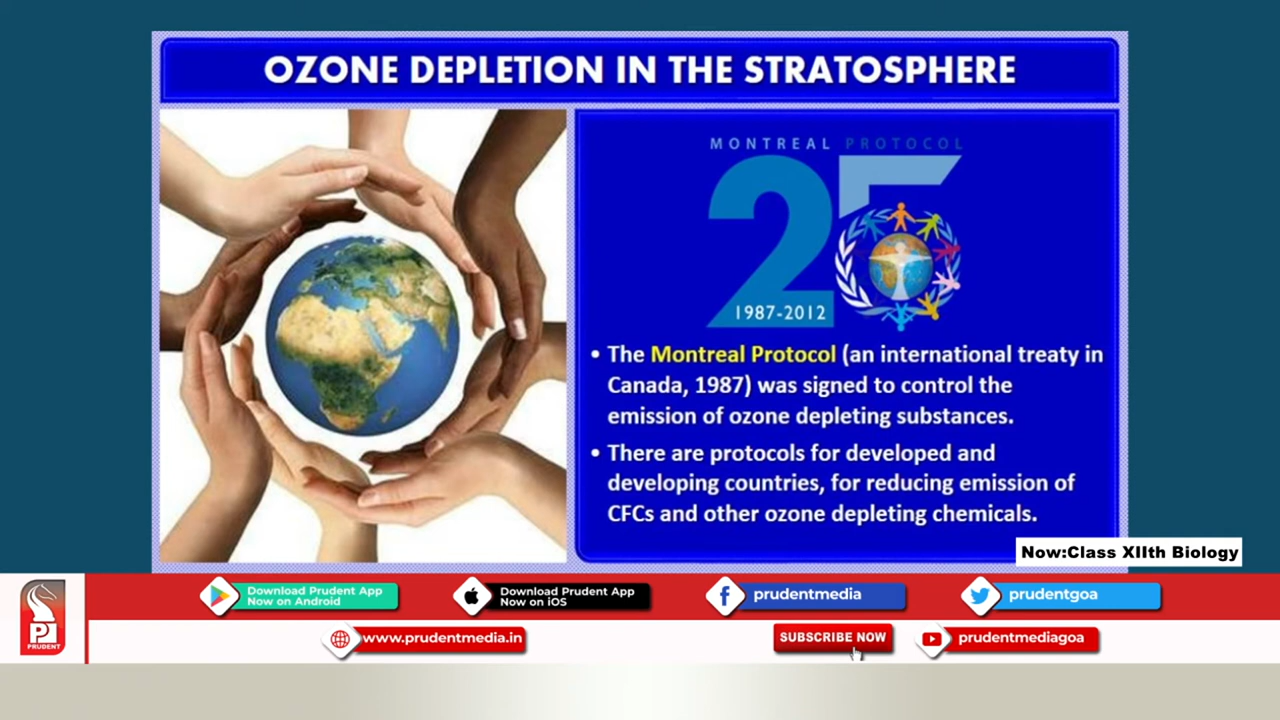 OZONE DEPLETION IN THE STRATOSPHERE
MONTREAL PROTOCOL
25
1987-2012
• The Montreal Protocol (an international treaty in
Canada, 1987) was signed to control the
emission of ozone depleting substances.
• There are protocols for developed and
developing countries, for reducing emission of
CFCs and other ozone depleting chemicals.
Now:Class XIIth Biology
PRUDENT
Download Prudent App
Now on Android
Download Prudent App
Now on iOS
prudentmedia
prudentgoa
www.prudentmedia.in
SUBSCRIBE NOW
prudentmediagoa